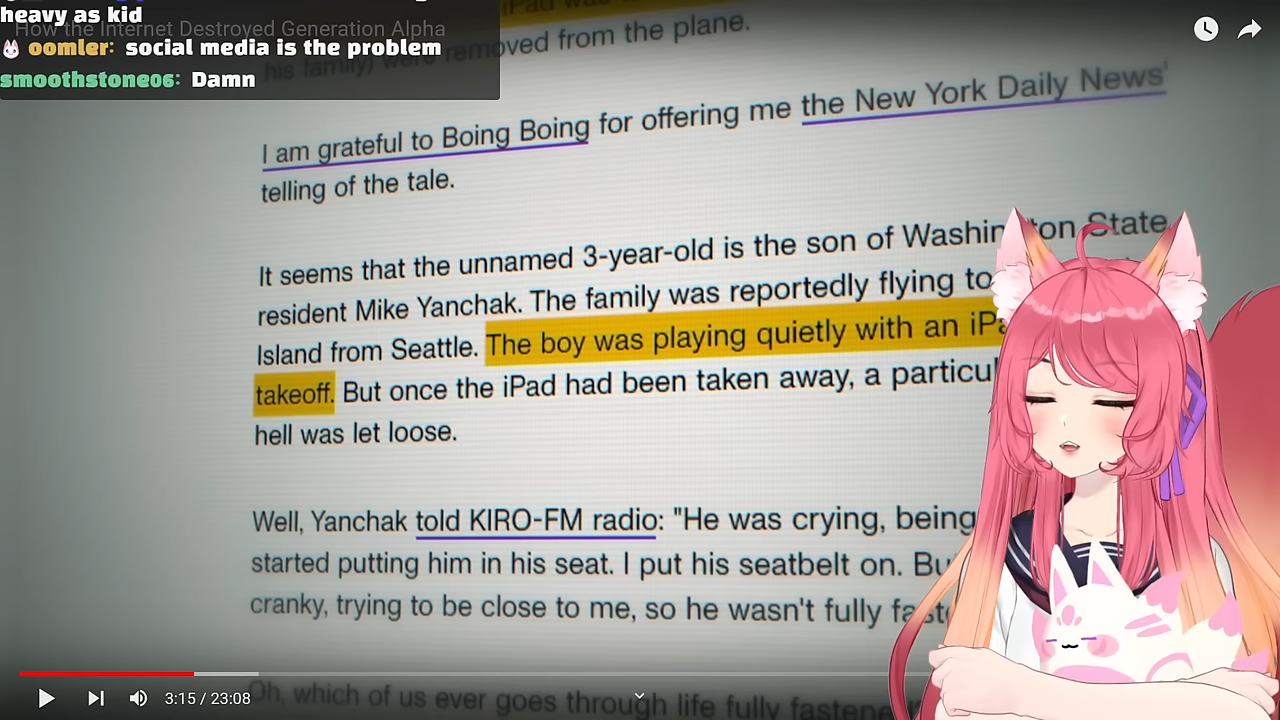 heavy as kid
How the Internet Destroyed Generation Alpha
oomler: social media is the problem
smoothstone06: Damn
iPad was
his family) were removed from the plane.
I am grateful to Boing Boing for offering me the New York Daily News'
telling of the tale.
It seems that the unnamed 3-year-old is the son of Washington State
resident Mike Yanchak. The family was reportedly flying to
Island from Seattle. The boy was playing quietly with an iPa
takeoff. But once the iPad had been taken away, a particul
hell was let loose.
Well, Yanchak told KIRO-FM radio: "He was crying, being
started putting him in his seat. I put his seatbelt on. Bu
cranky, trying to be close to me, so he wasn't fully faste
Oh, which of us ever goes through life fully fastene
3:15 / 23:08